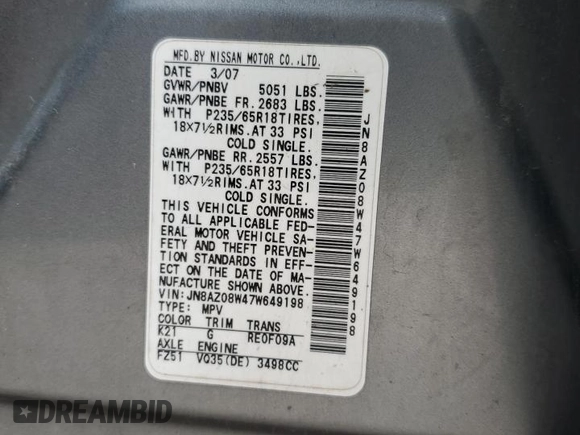 MFD.BY NISSAN MOTOR CO.,LTD.
DATE 3/07
GVWR/PNBV 5051 LBS.
GAWR/PNBE FR. 2683 LBS.
WITH P235/65R18TIRES,
18X7½RIMS.AT 33 PSI
COLD SINGLE.
GAWR/PNBE RR. 2557 LBS.
WITH P235/65R18TIRES,
18X7½RIMS.AT 33 PSI
COLD SINGLE.
THIS VEHICLE CONFORMS
TO ALL APPLICABLE FED-
ERAL MOTOR VEHICLE SA-
FETY AND THEFT PREVEN-
TION STANDARDS IN EFF-
ECT ON THE DATE OF MA-
NUFACTURE SHOWN ABOVE.
VIN:JN8AZ08W47W649198
TYPE: MPV
COLOR TRIM TRANS
K21 G RE0F09A
AXLE ENGINE
FZ51 VQ35(DE) 3498CC
JN8AZ08W47W649198
DREAMBID